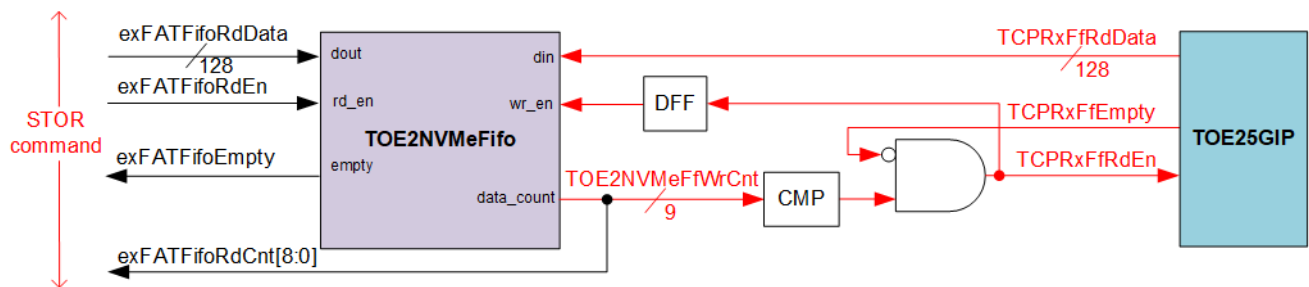 exFATFifoRdData
128
exFATFifoRdEn
STOR
command
exFATFifoEmpty
exFATFifoRdCnt[8:0]
dout
din
rd_en
wr_en
TOE2NVMeFifo
empty
data_count
DFF
TOE2NVMeFfWrCnt
9
CMP
TCPRxFfRdData
128
TCPRxFfEmpty
TCPRxFfRdEn
TOE25GIP